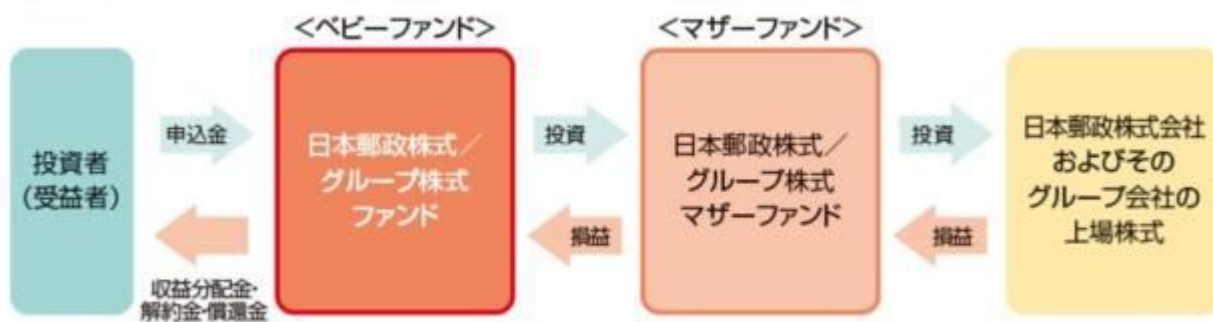 <ベビーファンド>
<マザーファンド>
投資者
(受益者)
申込金
収益分配金・
解約金・償還金
日本郵政株式／
グループ株式
ファンド
投資
損益
日本郵政株式／
グループ株式
マザーファンド
投資
損益
日本郵政株式会社
およびその
グループ会社の
上場株式